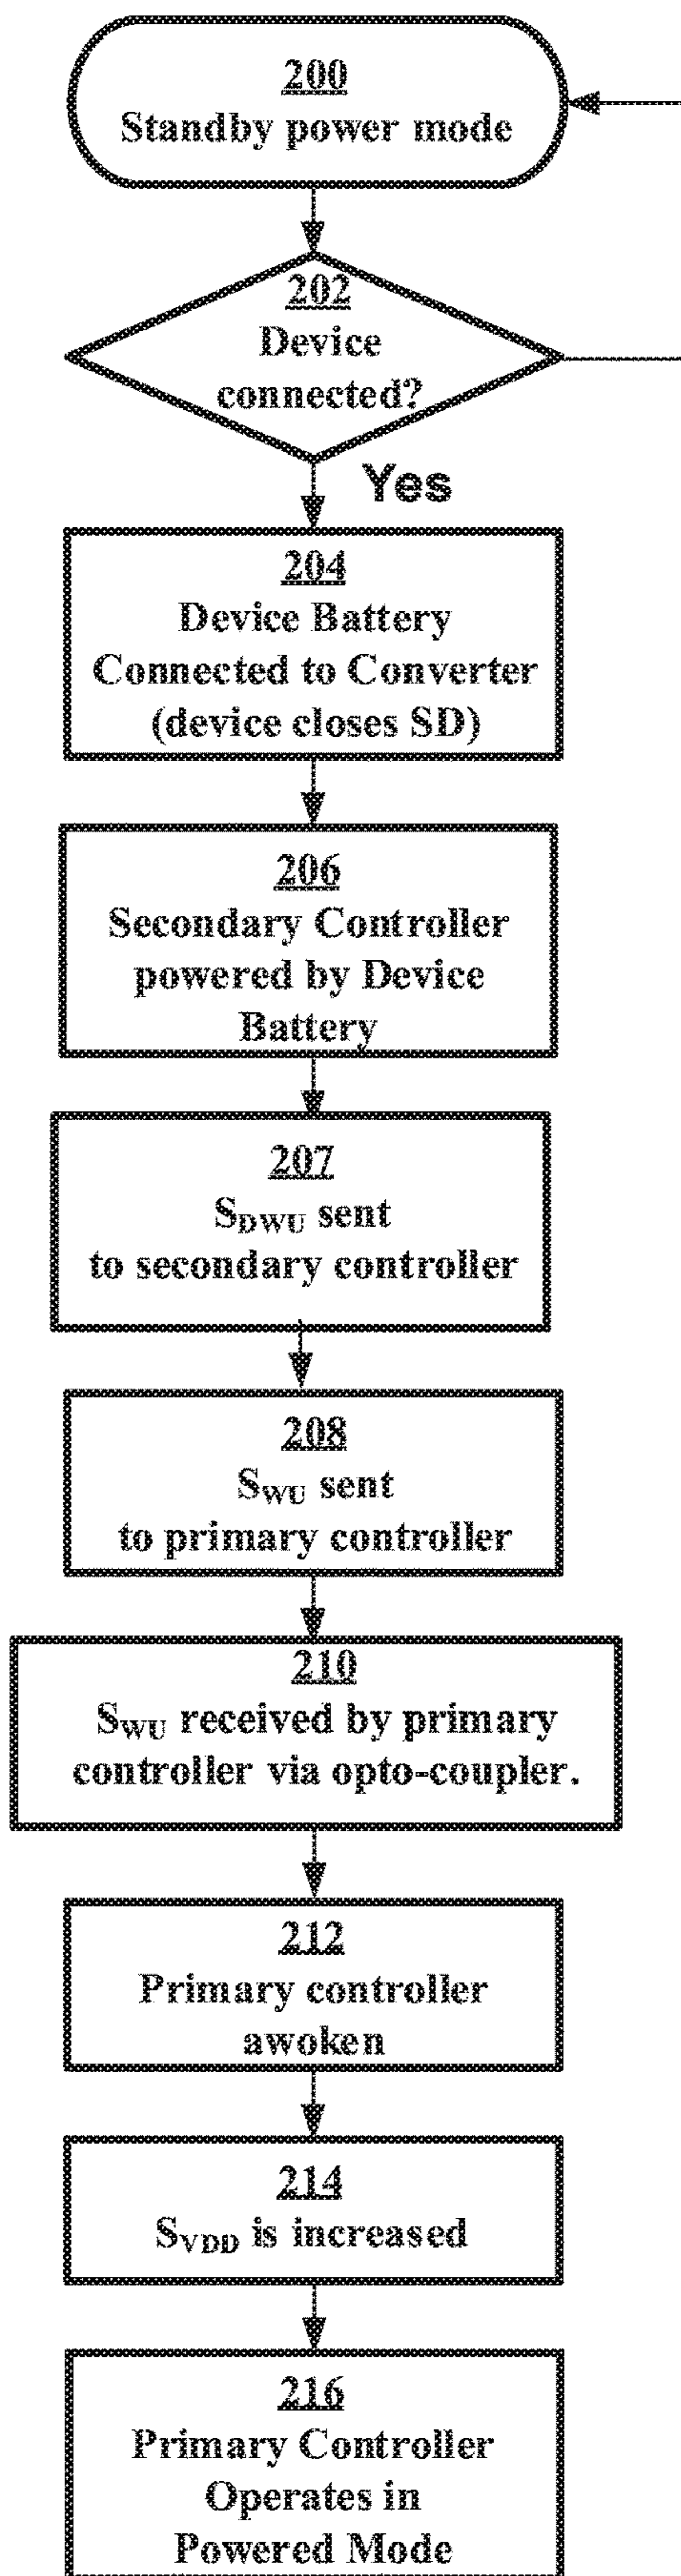 200
Standby power mode
202
Device
connected?
Yes
204
Device Battery
Connected to Converter
(device closes SD)
206
Secondary Controller
powered by Device
Battery
207
SDWU sent
to secondary controller
208
SWU sent
to primary controller
210
SWU received by primary
controller via opto-coupler.
212
Primary controller
awoken
214
SVDD is increased
216
Primary Controller
Operates in
Powered Mode